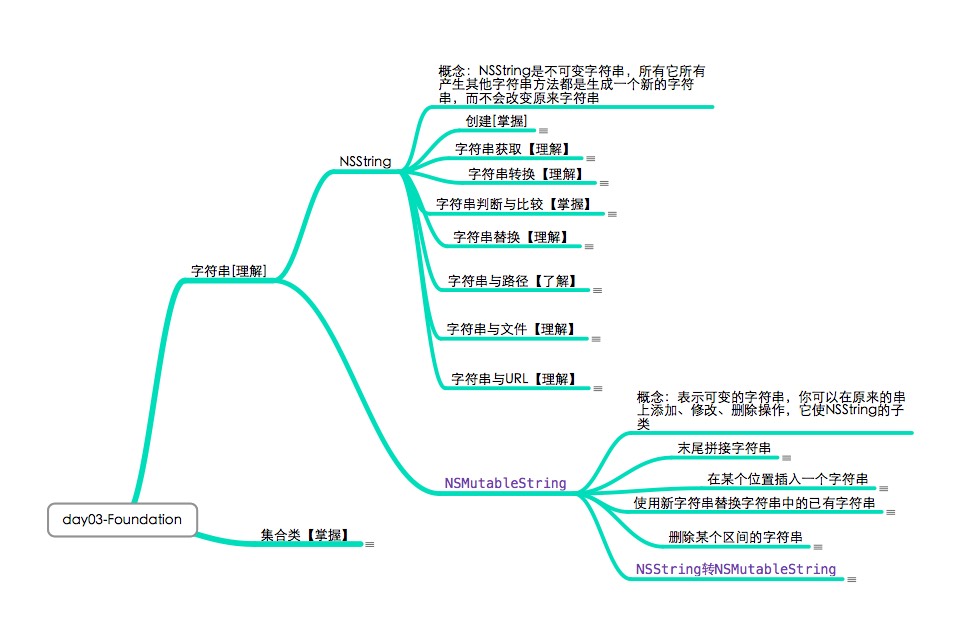 概念：NSString是不可变字符串，所有它所有
产生其他字符串方法都是生成一个新的字符
串，而不会改变原来字符串
创建[掌握]
字符串获取【理解】
NSString
字符串转换【理解】
字符串判断与比较【掌握】
字符串替换【理解】
字符串[理解]
字符串与路径【了解】
字符串与文件【理解】
字符串与URL【理解】
概念：表示可变的字符串，你可以在原来的串
上添加、修改、删除操作，它使NSString的子
类
末尾拼接字符串
NSMutableString
在某个位置插入一个字符串
使用新字符串替换字符串中的已有字符串
day03-Foundation
集合类【掌握】
删除某个区间的字符串
NSString转NSMutableString